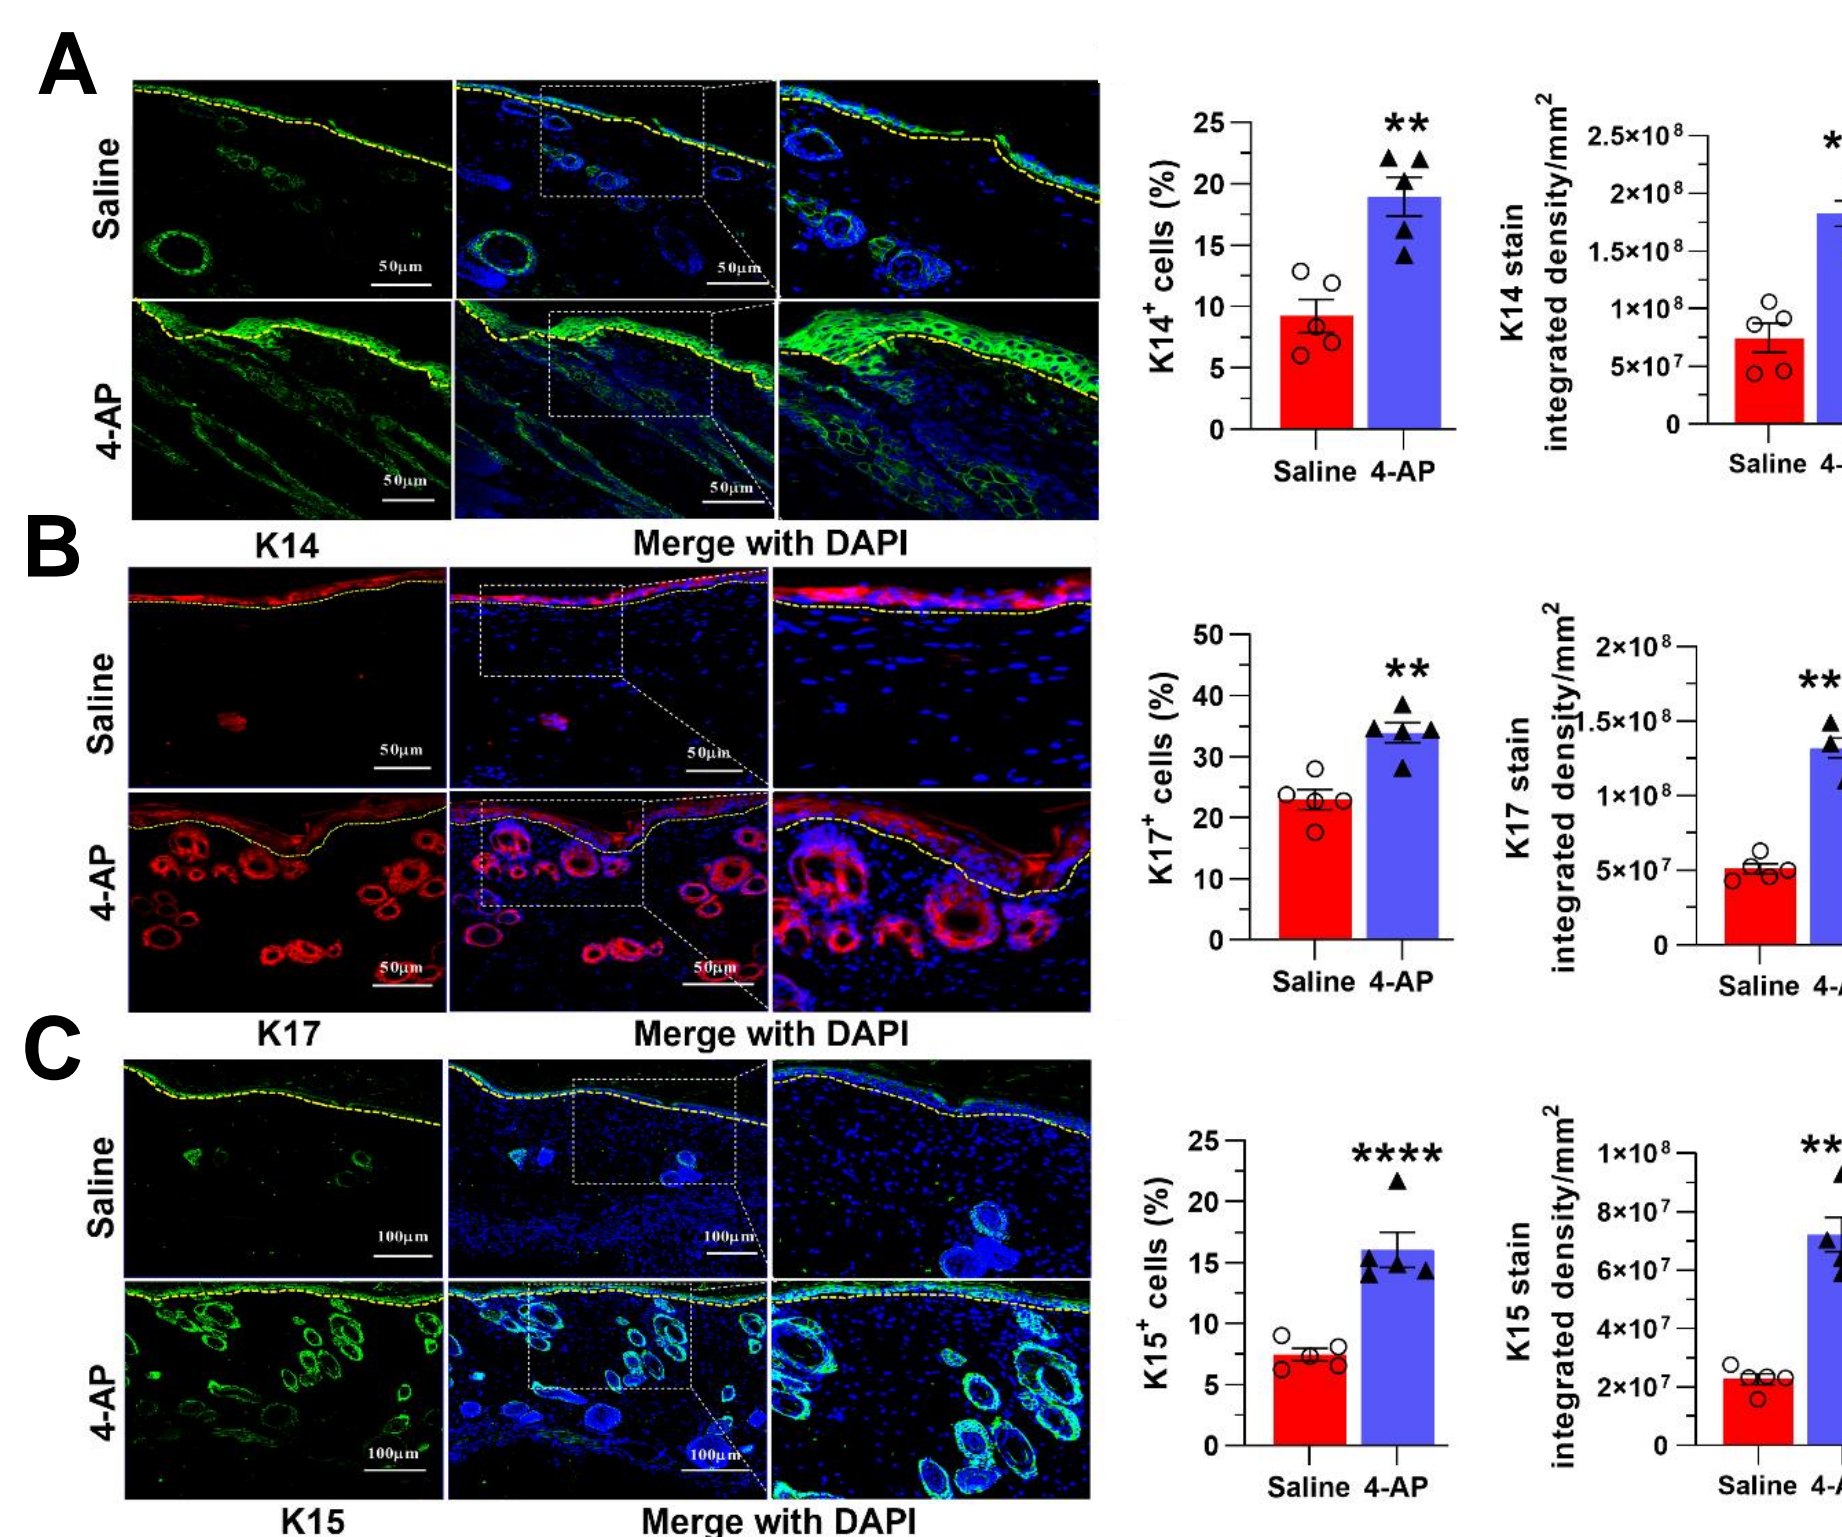 A
Saline
50µm
50µm
4-AP
50µm
50µm
K14
Merge with DAPI
K14⁺ cells (%)
25
20
15
10
5
0
**
Saline 4-AP
K14 stain
integrated density/mm²
2.5×10⁸
2×10⁸
1.5×10⁸
1×10⁸
5×10⁷
0
*
Saline 4-
B
Saline
50µm
50µm
4-AP
50µm
50µm
K17
Merge with DAPI
K17⁺ cells (%)
50
40
30
20
10
0
**
Saline 4-AP
K17 stain
integrated density/mm²
2×10⁸
1.5×10⁸
1×10⁸
5×10⁷
0
**
Saline 4-A
C
Saline
100µm
100µm
4-AP
100µm
100µm
K15
Merge with DAPI
K15⁺ cells (%)
25
20
15
10
5
0
****
Saline 4-AP
K15 stain
integrated density/mm²
1×10⁸
8×10⁷
6×10⁷
4×10⁷
2×10⁷
0
**
Saline 4-A